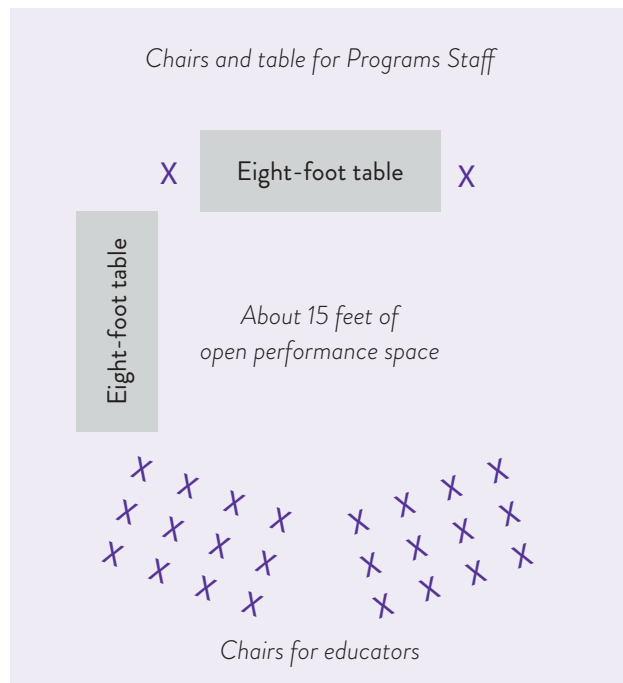 Chairs and table for Programs Staff
X Eight-foot table X
Eight-foot table
About 15 feet of
open performance space
X X X X X X X X
X X X X X X X X
X X X X X X X X
Chairs for educators